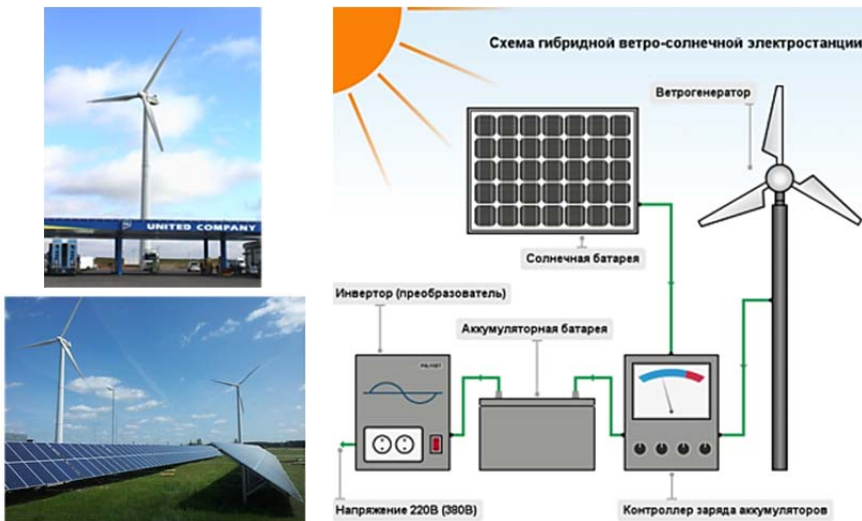 UNITED COMPANY
Схема гибридной ветро-солнечной электростанции
Ветрогенератор
Солнечная батарея
Инвертор (преобразователь)
Аккумуляторная батарея
Напряжение 220В (380В)
Контроллер заряда аккумуляторов